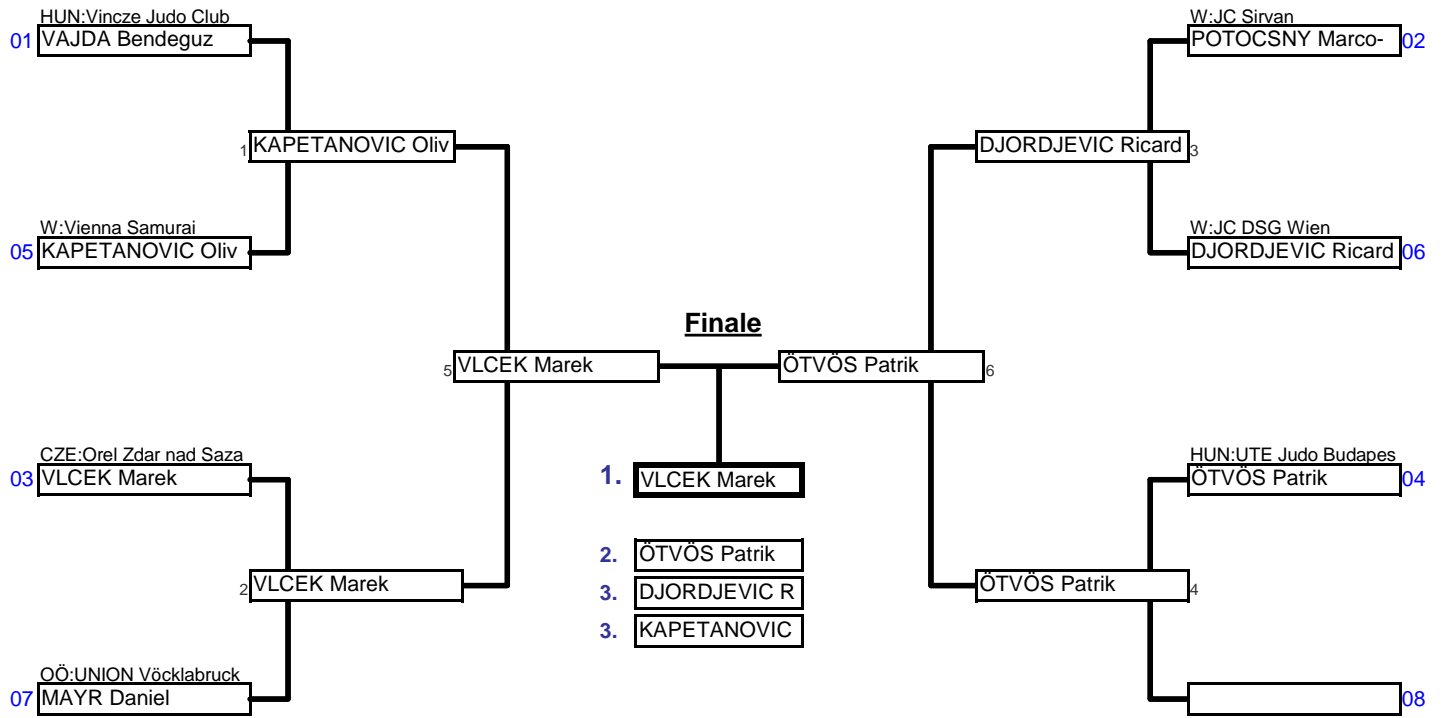 HUN:Vincze Judo Club
01 VAJDA Bendeguz
W:JC Sirvan
POTOCSNY Marco- 02
1 KAPETANOVIC Oliv
DJORDJEVIC Ricard 3
W:Vienna Samurai
05 KAPETANOVIC Oliv
W:JC DSG Wien
DJORDJEVIC Ricard 06
Finale
5 VLCEK Marek
ÖTVÖS Patrik 6
CZE:Orel Zdar nad Saza
03 VLCEK Marek
1. VLCEK Marek
HUN:UTE Judo Budapes
ÖTVÖS Patrik 04
2. ÖTVÖS Patrik
3. DJORDJEVIC R
3. KAPETANOVIC
2 VLCEK Marek
ÖTVÖS Patrik 4
OÖ:UNION Vöcklabruck
07 MAYR Daniel
08